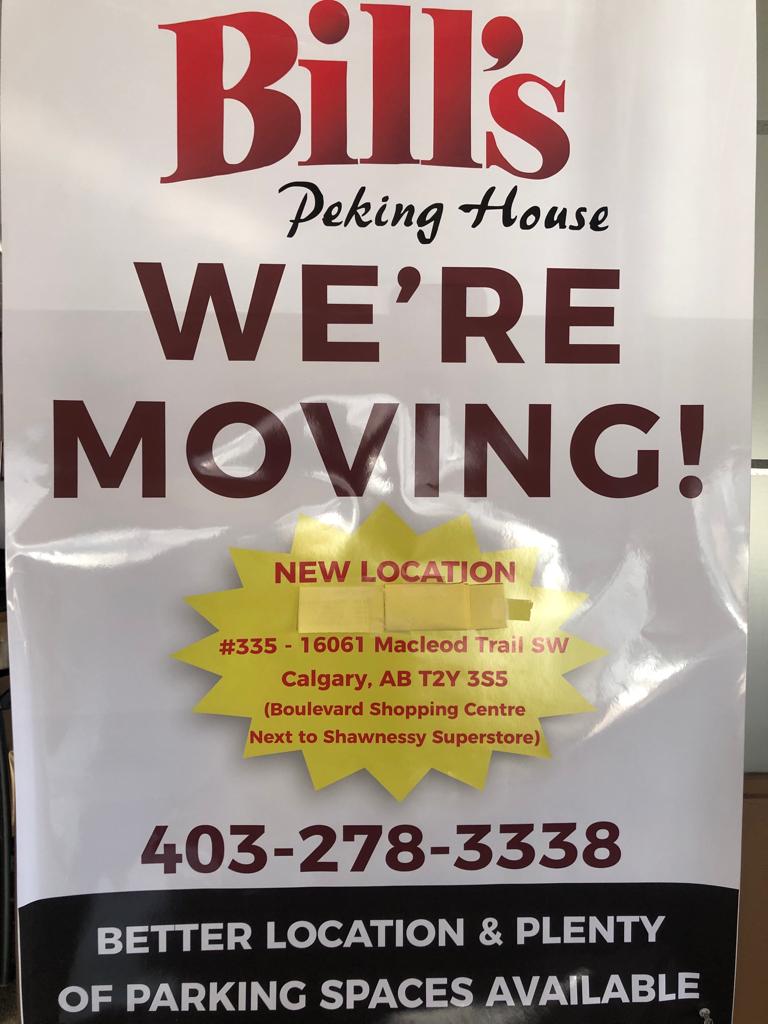 Bill's
Peking House
WE'RE
MOVING!
NEW LOCATION
#335 - 16061 Macleod Trail SW
Calgary, AB T2Y 3S5
(Boulevard Shopping Centre
Next to Shawnessy Superstore)
403-278-3338
BETTER LOCATION & PLENTY
OF PARKING SPACES AVAILABLE